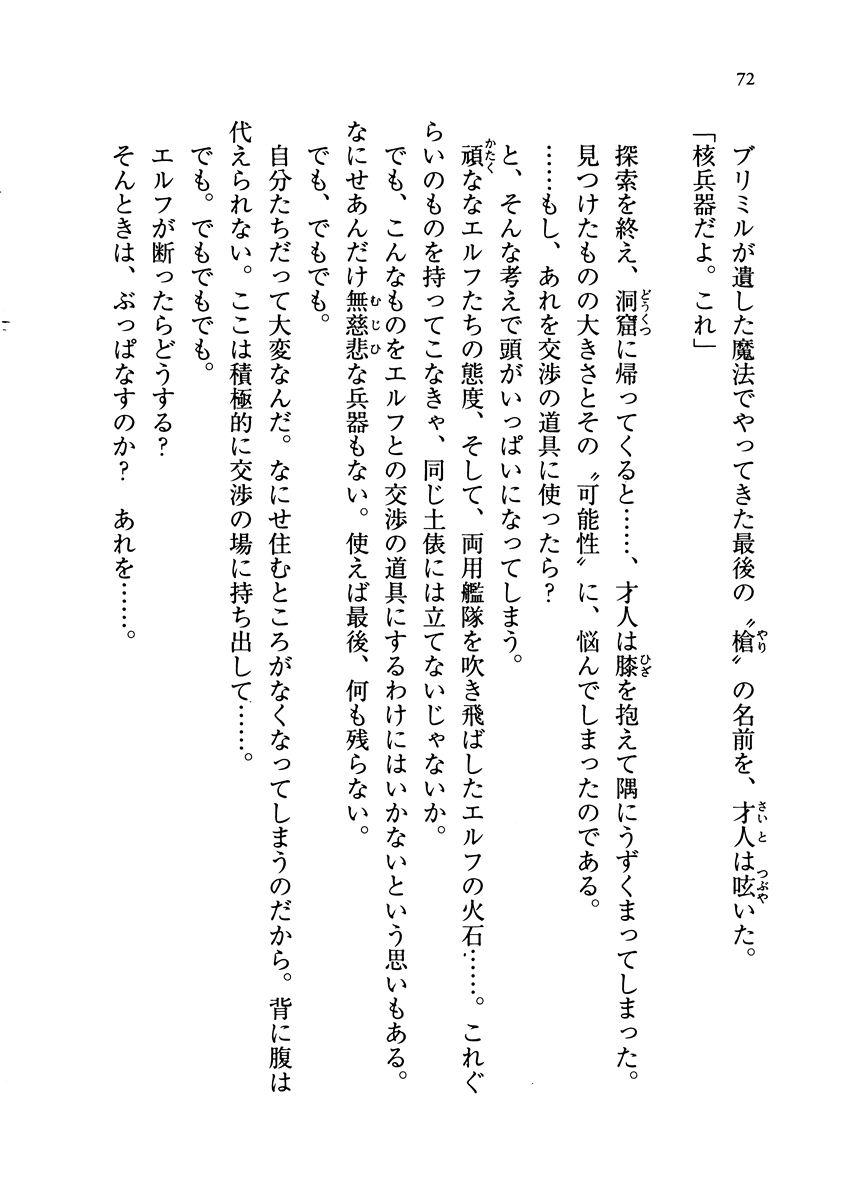 72
ブリミルが遺した魔法でやってきた最後の〝槍〟の名前を、才人は呟いた。
「核兵器だよ。これ」
探索を終え、洞窟に帰ってくると……、才人は膝を抱えて隅にうずくまってしまった。
見つけたものの大きさとその〝可能性〟に、悩んでしまったのである。
……もし、あれを交渉の道具に使ったら?
と、そんな考えで頭がいっぱいになってしまう。
頑ななエルフたちの態度、そして、両用艦隊を吹き飛ばしたエルフの火石……。これぐ
らいのものを持ってこなきゃ、同じ土俵には立てないじゃないか。
でも、こんなものをエルフとの交渉の道具にするわけにはいかないという思いもある。
なにせあんだけ無慈悲な兵器もない。使えば最後、何も残らない。
でも、でもでも。
自分たちだって大変なんだ。なにせ住むところがなくなってしまうのだから。背に腹は
代えられない。ここは積極的に交渉の場に持ち出して……。
でも。でもでもでも。
エルフが断ったらどうする?
そんときは、ぶっぱなすのか? あれを……。